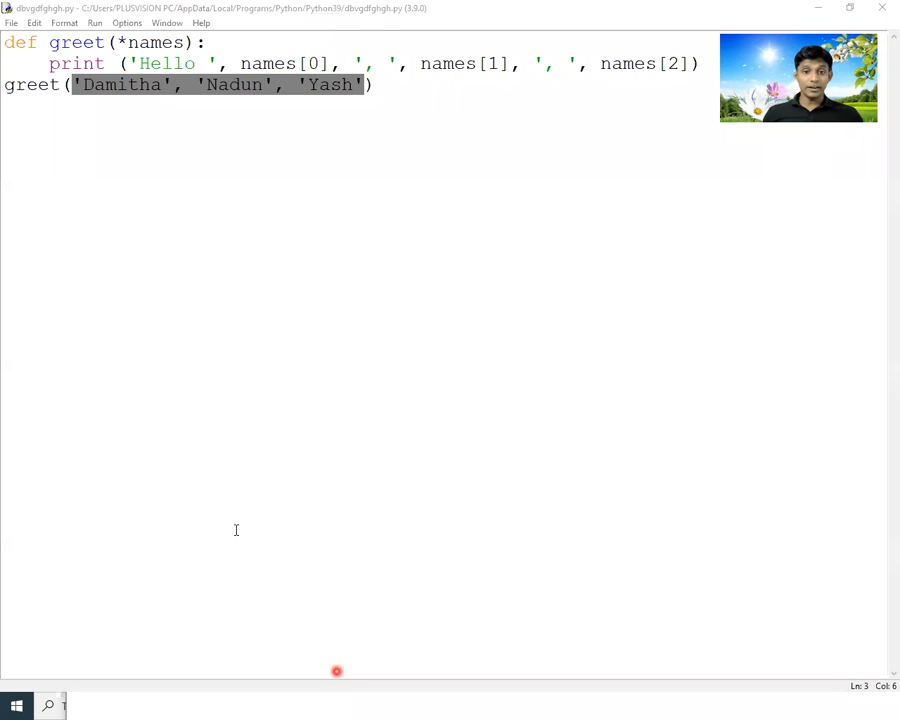 dbvgdfghgh.py - C:/Users/PLUSVISION PC/AppData/Local/Programs/Python/Python39/dbvgdfghgh.py (3.9.0)
File Edit Format Run Options Window Help
def greet(*names):
    print ('Hello ', names[0], ', ', names[1], ', ', names[2])
greet('Damitha', 'Nadun', 'Yash')
Ln: 3 Col: 6